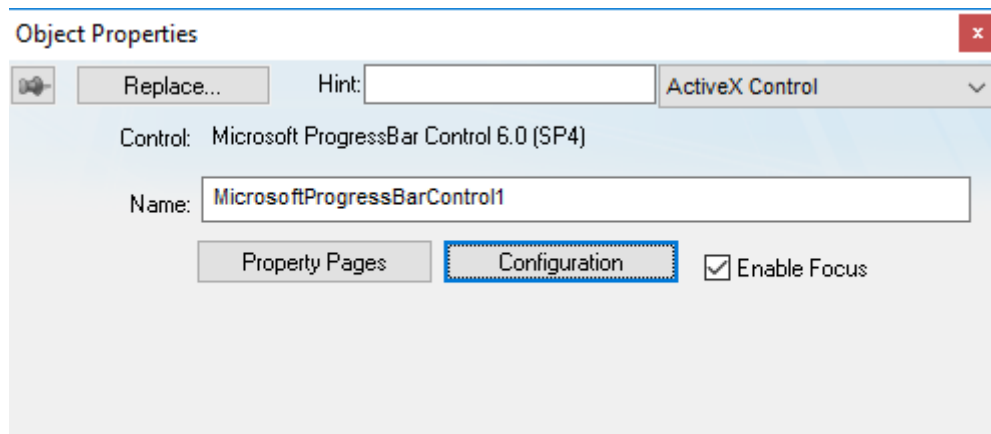 Object Properties
x
Replace... Hint: ActiveX Control
Control: Microsoft ProgressBar Control 6.0 (SP4)
Name: MicrosoftProgressBarControl1
Property Pages Configuration Enable Focus